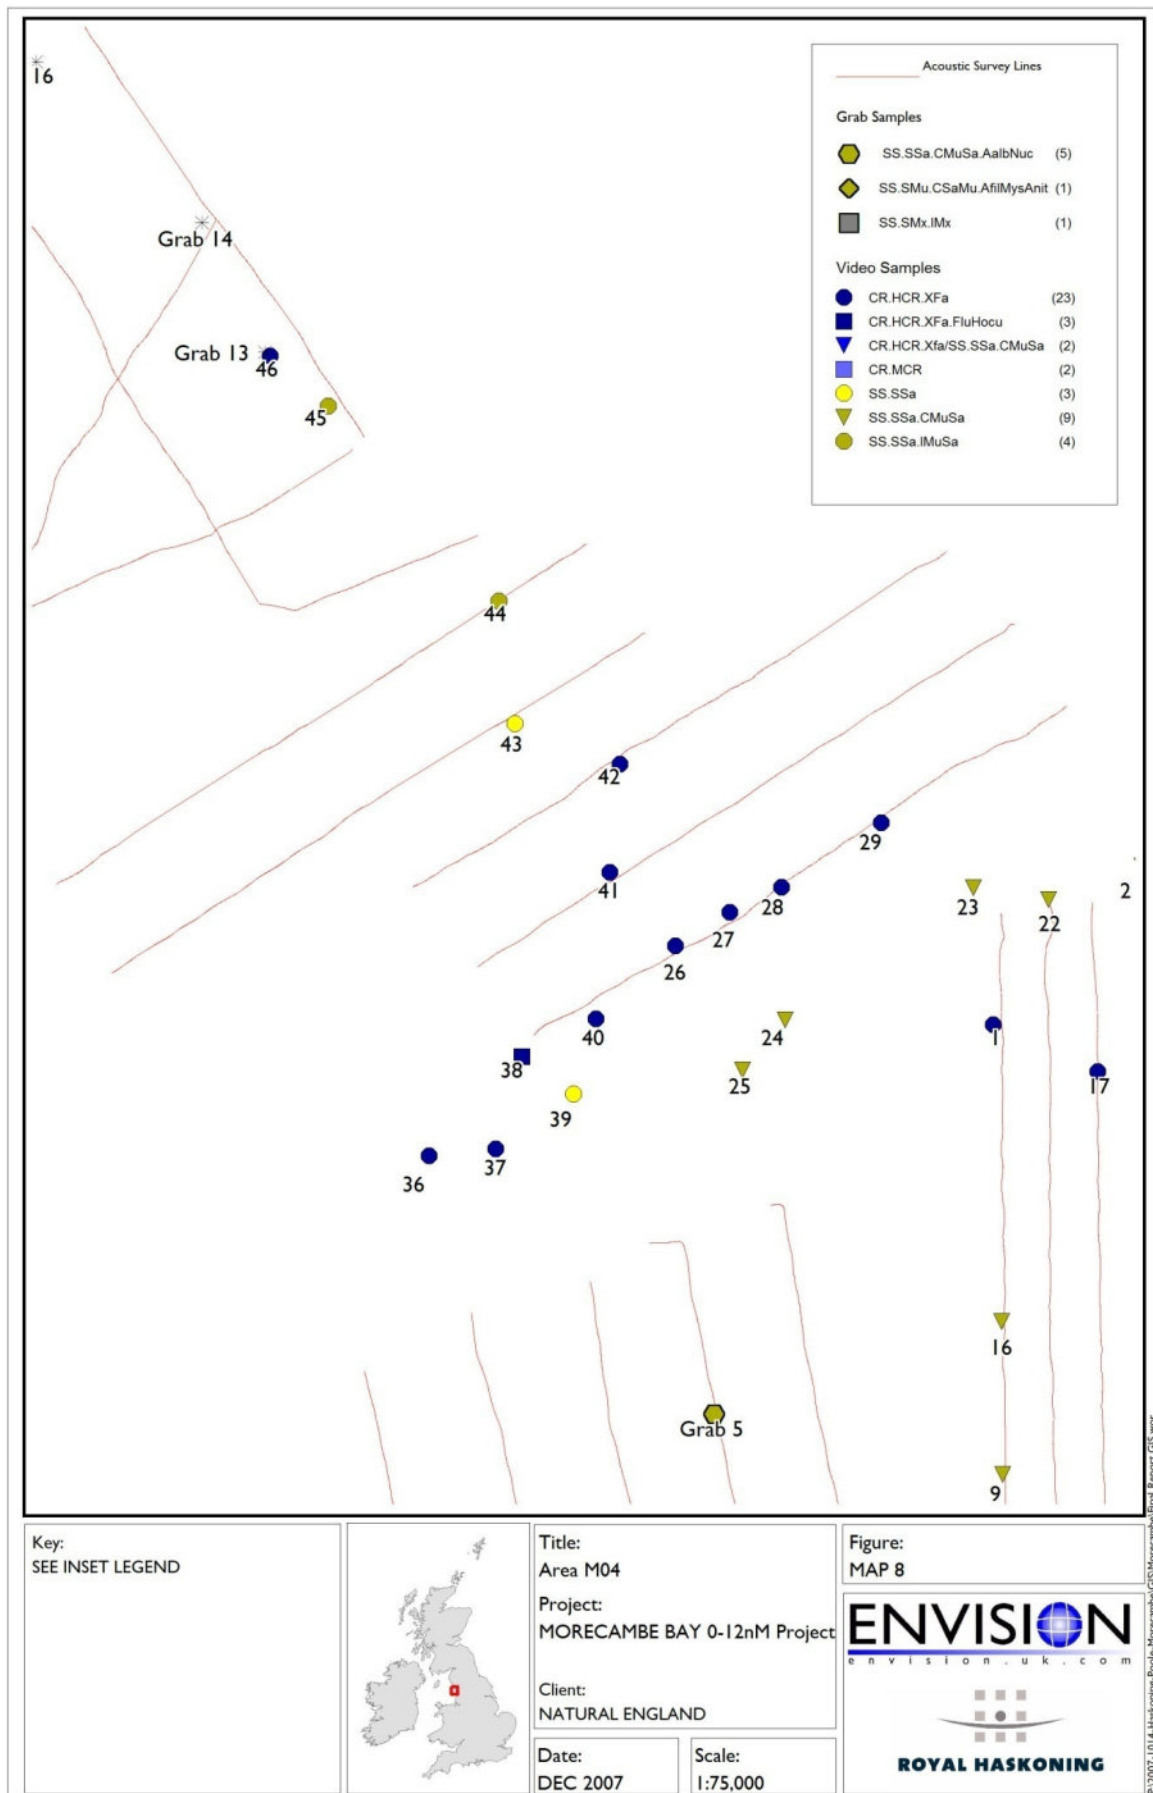 16
Acoustic Survey Lines
Grab Samples
SS.SSa.CMuSa.AalbNuc (5)
SS.SMu.CSaMu.AfilMysAnit (1)
SS.SMx.IMx (1)
Video Samples
CR.HCR.XFa (23)
CR.HCR.XFa.FluHocu (3)
CR.HCR.Xfa/SS.SSa.CMuSa (2)
CR.MCR (2)
SS.SSa (3)
SS.SSa.CMuSa (9)
SS.SSa.IMuSa (4)
Grab 14
Grab 13
46
45
44
43
42
29
41
28
23
22
2
27
26
40
24
1
38
25
17
39
37
36
16
Grab 5
9
Key:
SEE INSET LEGEND
Title:
Area M04
Project:
MORECAMBE BAY 0-12nM Project
Client:
NATURAL ENGLAND
Date:
DEC 2007
Scale:
1:75,000
Figure:
MAP 8
ENVISION
envision.uk.com
ROYAL HASKONING